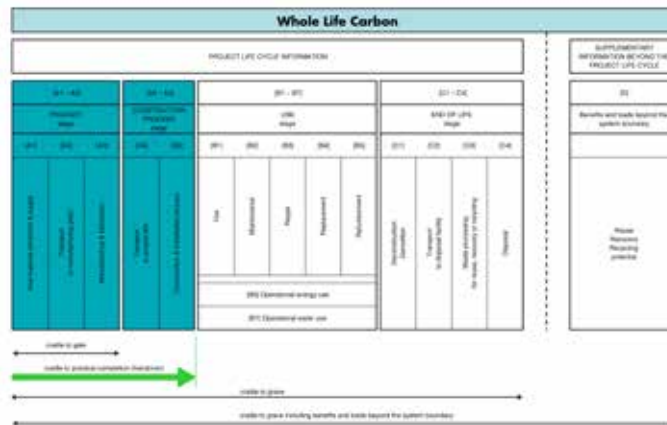 Whole Life Carbon
PROJECT LIFE CYCLE INFORMATION
SUPPLEMENTARY
INFORMATION BEYOND THE
PROJECT LIFE CYCLE
[A1 – A3]
[A4 – A5]
[B1 – B7]
[C1 – C4]
[D]
PRODUCT
stage
CONSTRUCTION
PROCESS
stage
USE
stage
END OF LIFE
stage
Benefits and loads beyond the
system boundary
[A1]
[A2]
[A3]
[A4]
[A5]
[B1]
[B2]
[B3]
[B4]
[B5]
[C1]
[C2]
[C3]
[C4]
Transport
Transport
Use
Maintenance
Repair
Replacement
Refurbishment
Deconstruction
Demolition
Transport
to disposal facility
Waste processing
for reuse, recovery or recycling
Disposal
Reuse
Recovery
Recycling
potential
[B6] Operational energy use
[B7] Operational water use
cradle to gate
cradle to practical completion (handover)
cradle to grave
cradle to grave including benefits and loads beyond the system boundary